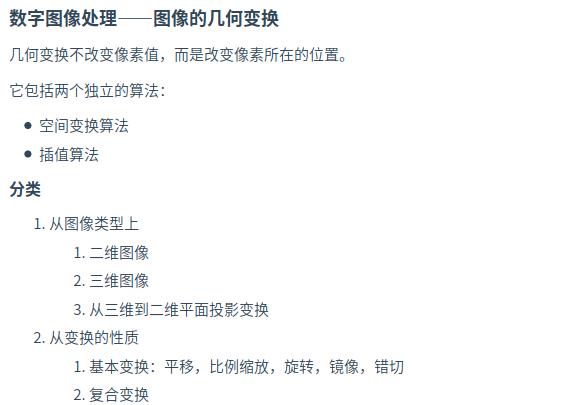 数字图像处理——图像的几何变换
几何变换不改变像素值，而是改变像素所在的位置。
它包括两个独立的算法：
● 空间变换算法
● 插值算法
分类
1. 从图像类型上
1. 二维图像
2. 三维图像
3. 从三维到二维平面投影变换
2. 从变换的性质
1. 基本变换：平移，比例缩放，旋转，镜像，错切
2. 复合变换